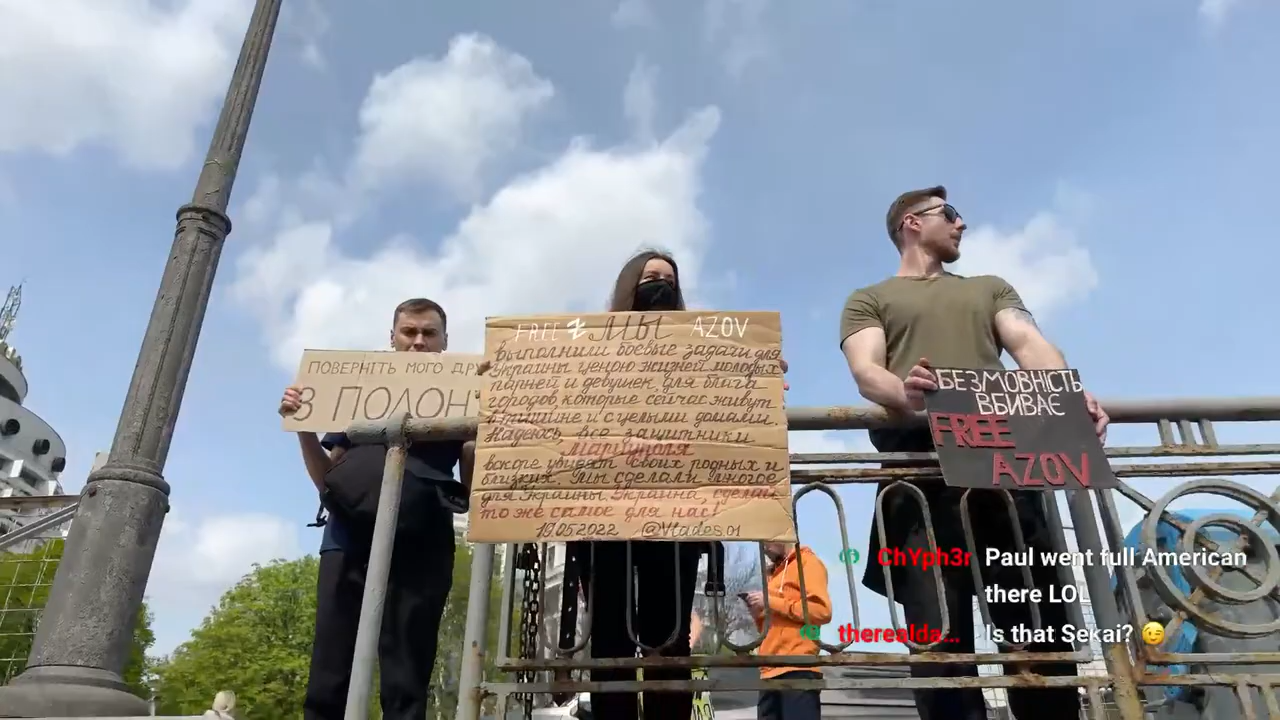 ПОВЕРНІТЬ МОГО ДРУ
З ПОЛОН
FREE МЫ AZOV
выполнили боевые задачи для
Украины ценою жизней молодых
парней и девушек для блага
городов которые сейчас живут
в тишине и с целыми домами.
Надеюсь все защитники
Мариуполя
вскоре увидят своих родных и
близких. Мы сделали многое
для Украины. Украина, сделай
то же самое для нас!
19.05.2022 @Vlades.01
БЕЗМОВНІСТЬ
ВБИВАЄ
FREE
AZOV
ChYph3r Paul went full American
there LOL
therealda... Is that Sekai? 😉